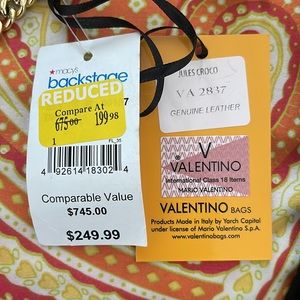 macys
backstage
REDUCED
7
Compare At
675.00 199.98
1
FL_35
4 92614 18302 4
Comparable Value
$745.00
$249.99
JULES CROCO
VA 2837
GENUINE LEATHER
V
VALENTINO
International Class 18 Items
MARIO VALENTINO
VALENTINO BAGS
Products Made in Italy by Yarch Capital
under license of Mario Valentino S.p.A.
www.valentinobags.com